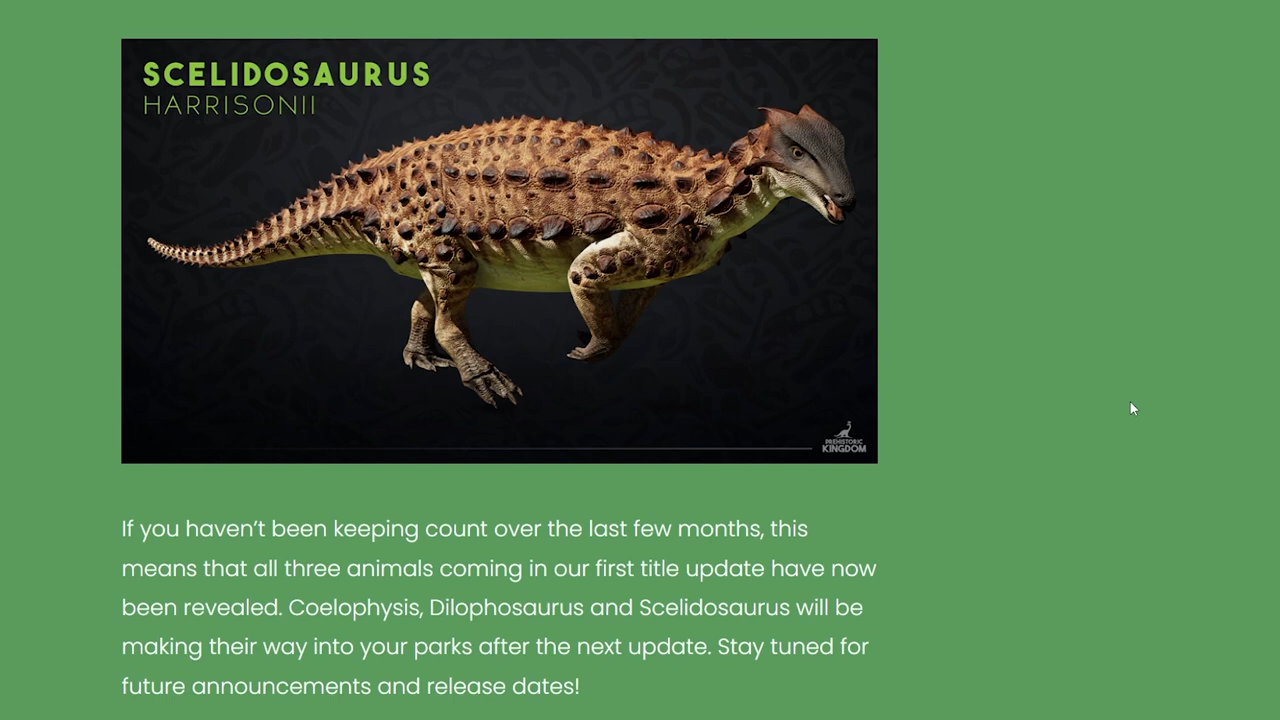 SCELIDOSAURUS
HARRISONII
PREHISTORIC
KINGDOM
If you haven’t been keeping count over the last few months, this
means that all three animals coming in our first title update have now
been revealed. Coelophysis, Dilophosaurus and Scelidosaurus will be
making their way into your parks after the next update. Stay tuned for
future announcements and release dates!